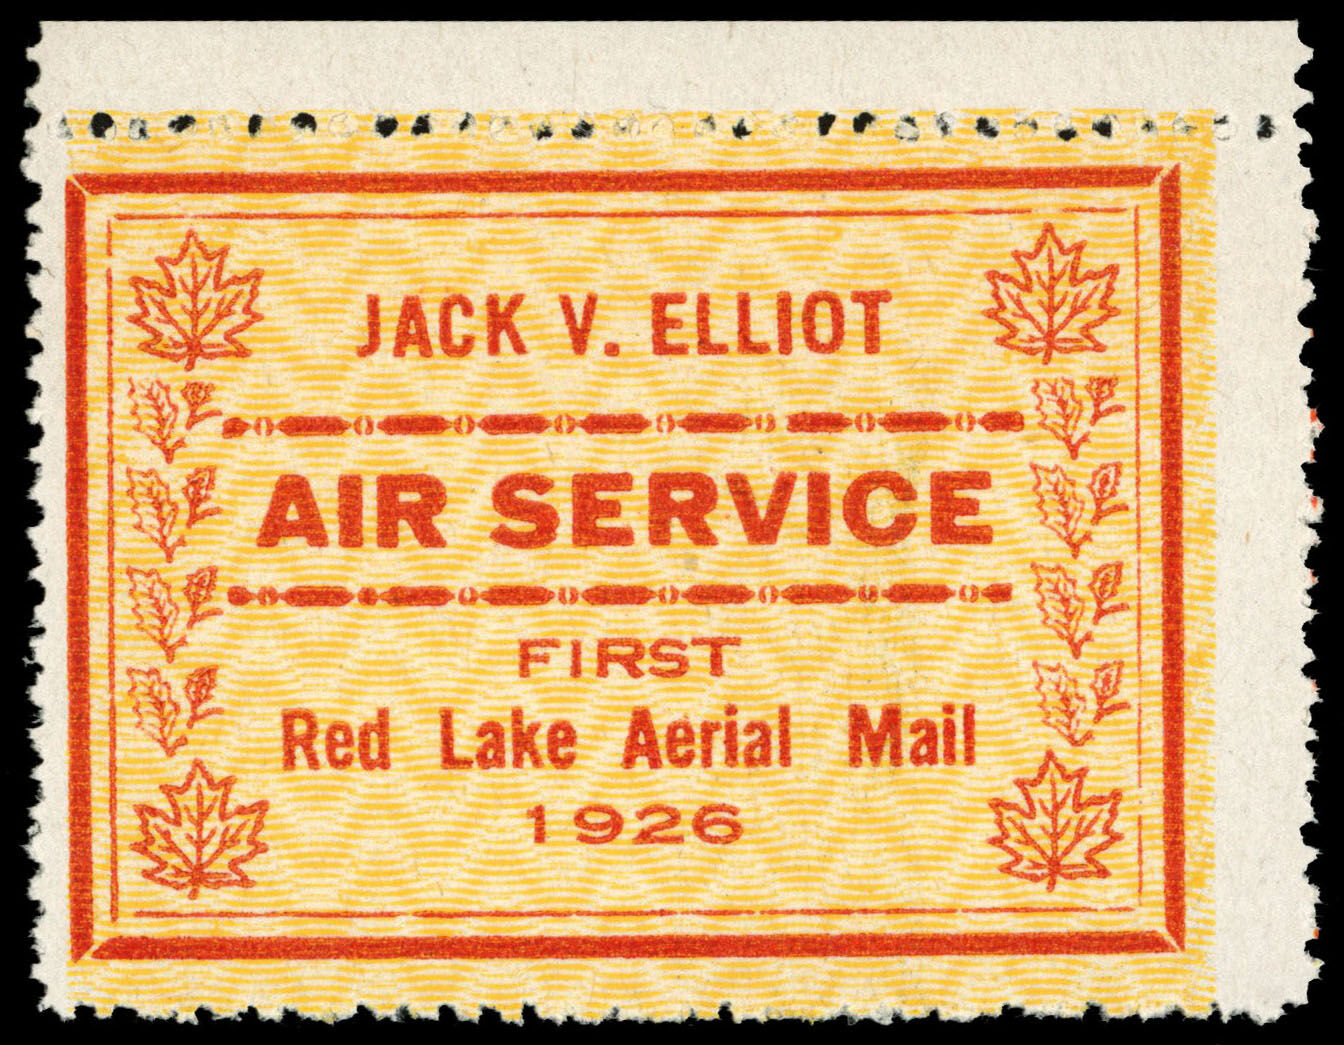 JACK V. ELLIOT
AIR SERVICE
FIRST
Red Lake Aerial Mail
1926